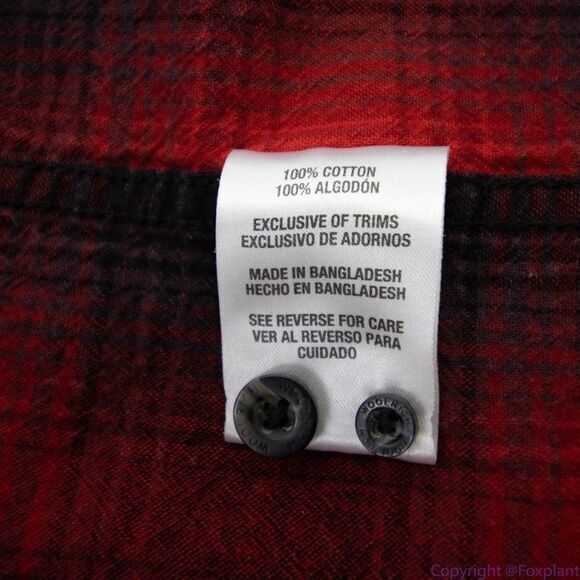 100% COTTON
100% ALGODÓN
EXCLUSIVE OF TRIMS
EXCLUSIVO DE ADORNOS
MADE IN BANGLADESH
HECHO EN BANGLADESH
SEE REVERSE FOR CARE
VER AL REVERSO PARA
CUIDADO
Copyright @Foxplant